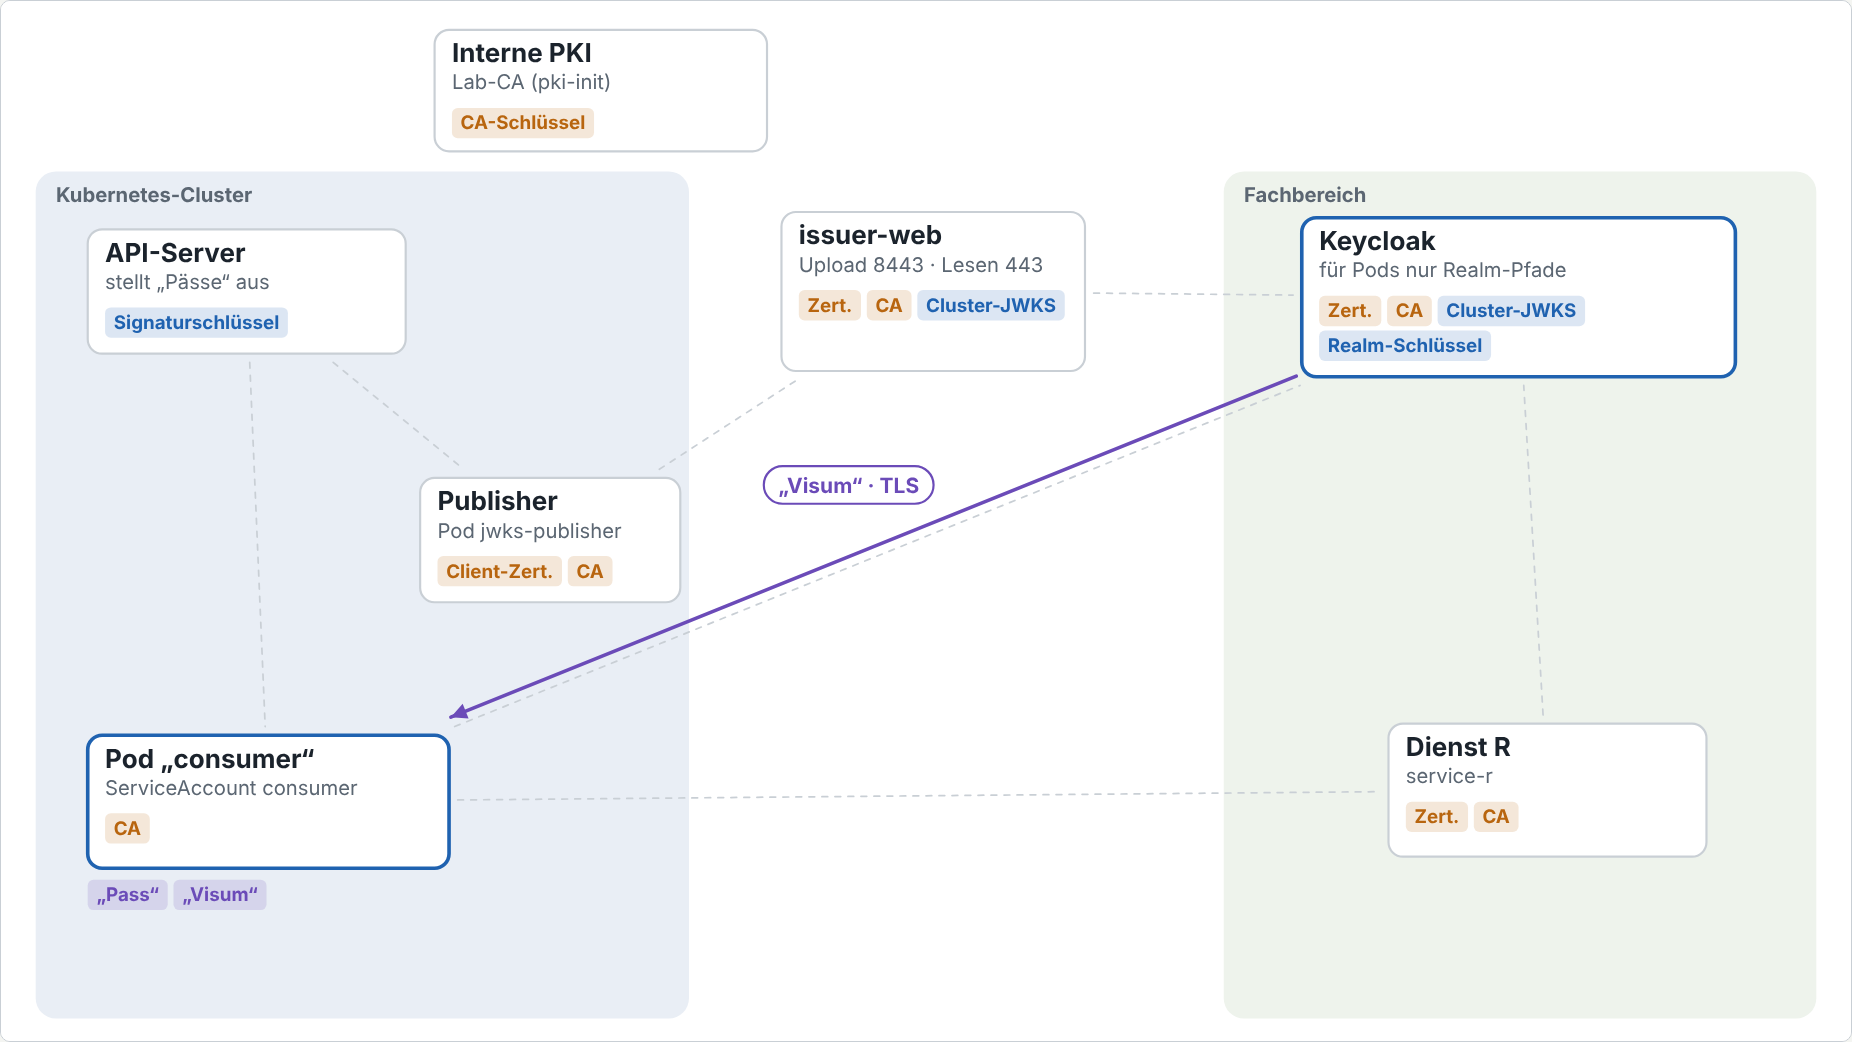 Interne PKI
Lab-CA (pki-init)
CA-Schlüssel
Kubernetes-Cluster
API-Server
stellt „Pässe“ aus
Signaturschlüssel
Publisher
Pod jwks-publisher
Client-Zert. CA
Pod „consumer“
ServiceAccount consumer
CA
„Pass“ „Visum“
issuer-web
Upload 8443 · Lesen 443
Zert. CA Cluster-JWKS
„Visum“ · TLS
Fachbereich
Keycloak
für Pods nur Realm-Pfade
Zert. CA Cluster-JWKS
Realm-Schlüssel
Dienst R
service-r
Zert. CA